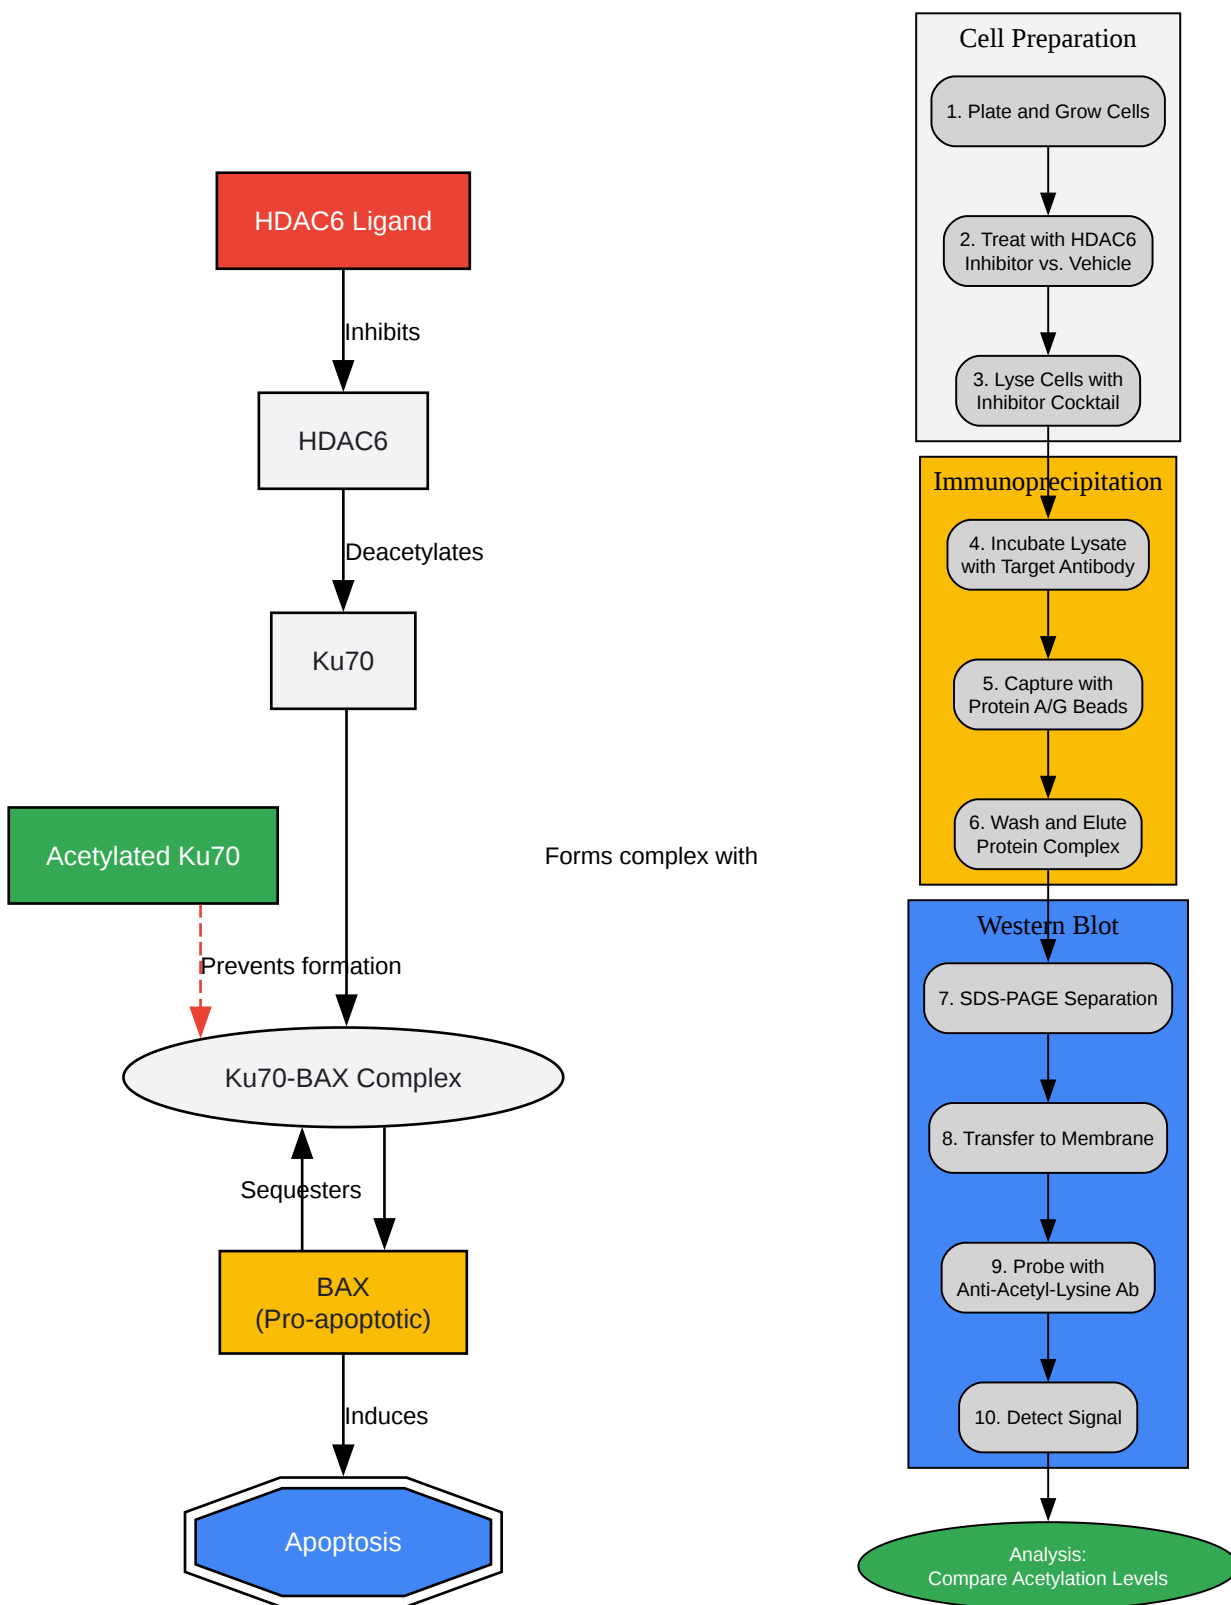 HDAC6 Ligand
Inhibits
HDAC6
Deacetylates
Ku70
Acetylated Ku70
Forms complex with
Prevents formation
Ku70-BAX Complex
Sequesters
BAX
(Pro-apoptotic)
Induces
Apoptosis
Cell Preparation
1. Plate and Grow Cells
2. Treat with HDAC6
Inhibitor vs. Vehicle
3. Lyse Cells with
Inhibitor Cocktail
Immunoprecipitation
4. Incubate Lysate
with Target Antibody
5. Capture with
Protein A/G Beads
6. Wash and Elute
Protein Complex
Western Blot
7. SDS-PAGE Separation
8. Transfer to Membrane
9. Probe with
Anti-Acetyl-Lysine Ab
10. Detect Signal
Analysis:
Compare Acetylation Levels